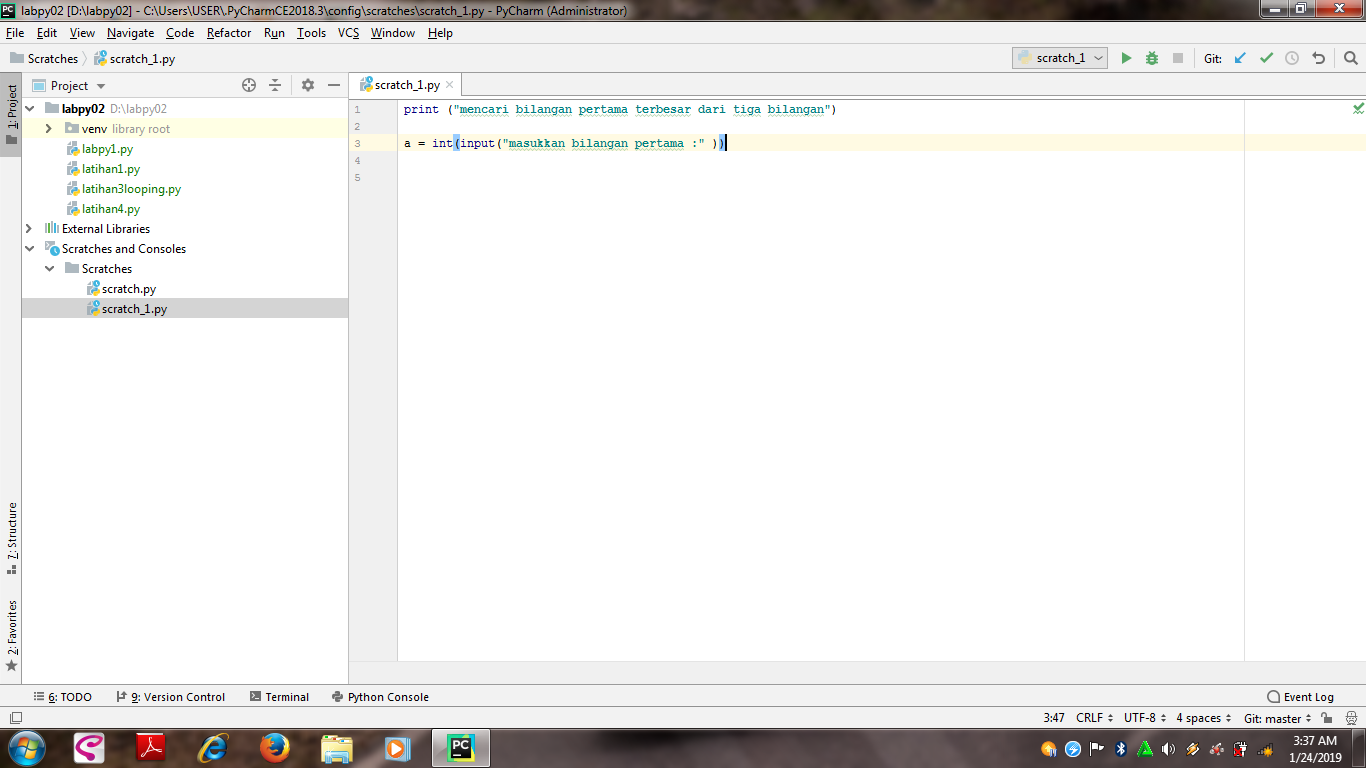 labpy02 [D:\labpy02] - C:\Users\USER\.PyCharmCE2018.3\config\scratches\scratch_1.py - PyCharm (Administrator)
File Edit View Navigate Code Refactor Run Tools VCS Window Help
Scratches scratch_1.py scratch_1 Git:
1: Project
Project
scratch_1.py
labpy02 D:\labpy02
venv library root
labpy1.py
latihan1.py
latihan3looping.py
latihan4.py
External Libraries
Scratches and Consoles
Scratches
scratch.py
scratch_1.py
1 print ("mencari bilangan pertama terbesar dari tiga bilangan")
2
3 a = int(input("masukkan bilangan pertama :" ))
4
5
7: Structure
2: Favorites
6: TODO 9: Version Control Terminal Python Console Event Log
3:47 CRLF UTF-8 4 spaces Git: master
PC
3:37 AM
1/24/2019